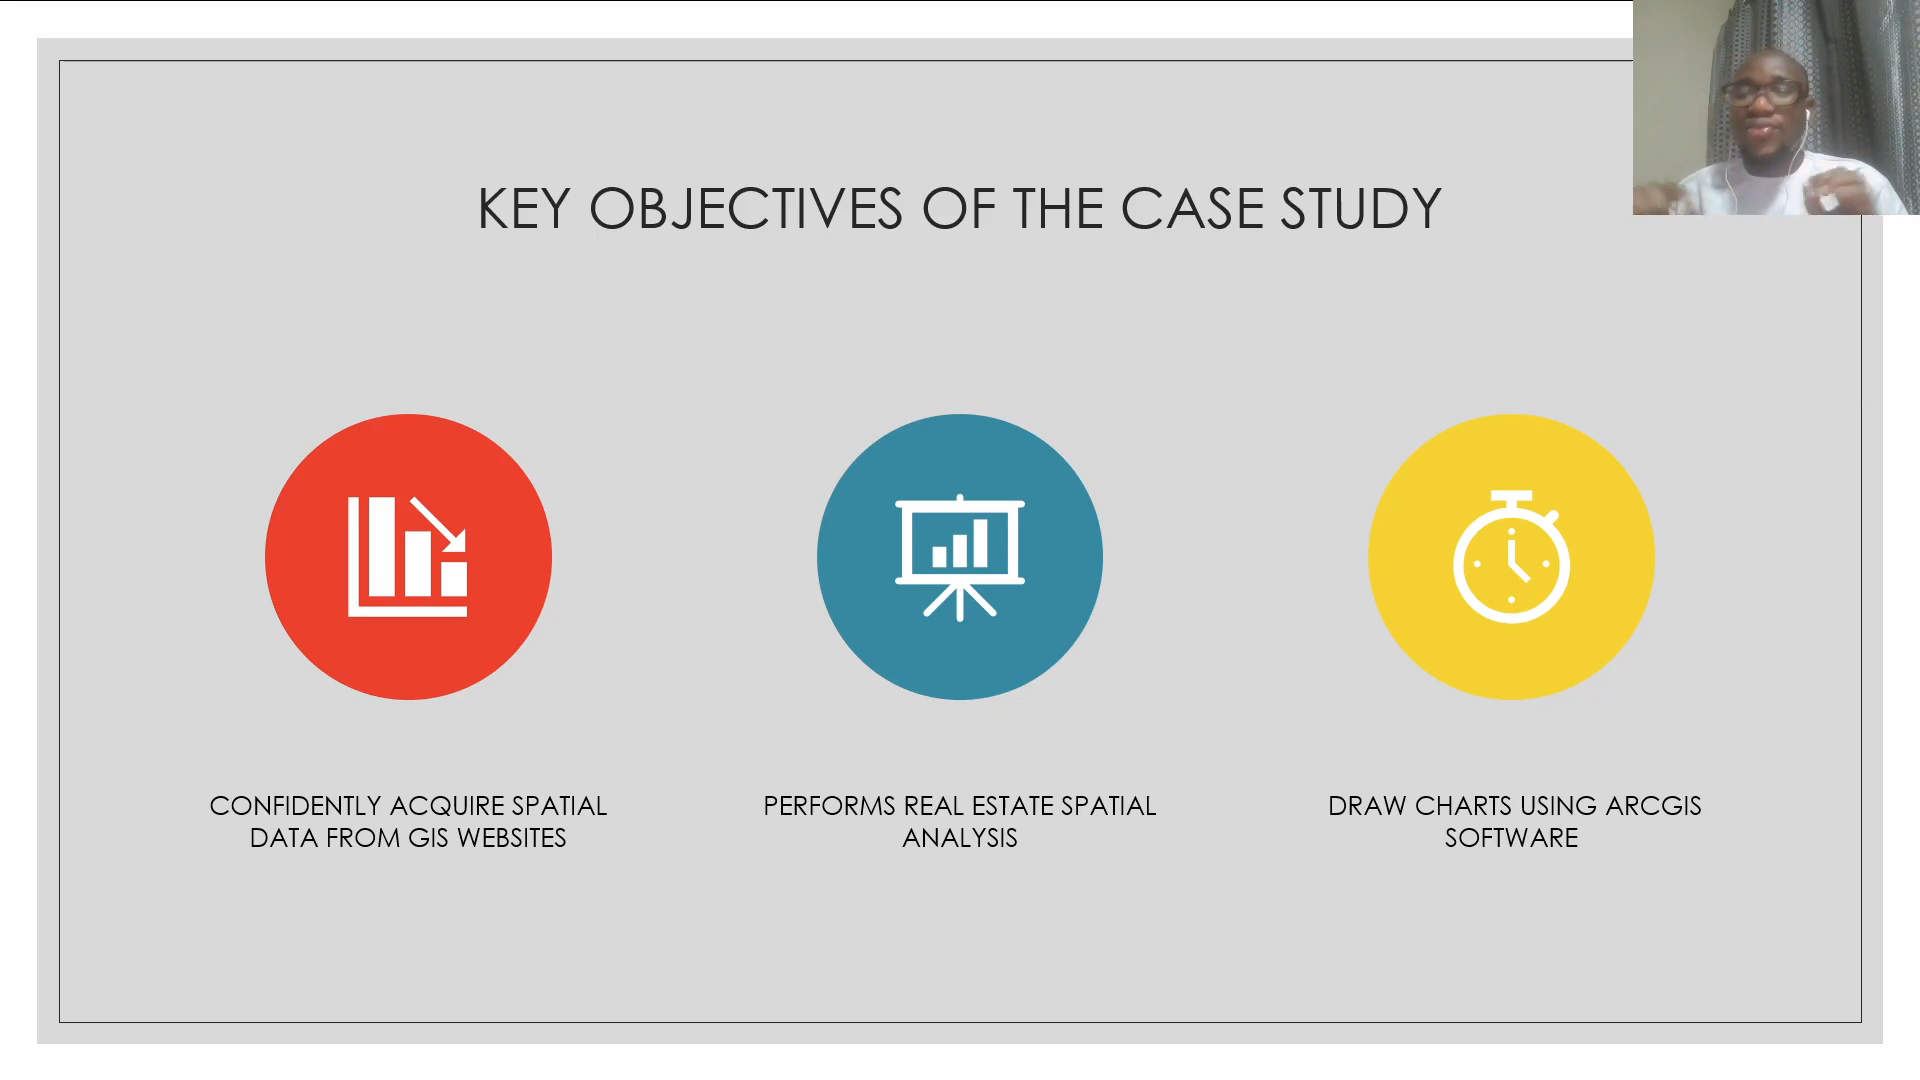 KEY OBJECTIVES OF THE CASE STUDY
CONFIDENTLY ACQUIRE SPATIAL
DATA FROM GIS WEBSITES
PERFORMS REAL ESTATE SPATIAL
ANALYSIS
DRAW CHARTS USING ARCGIS
SOFTWARE